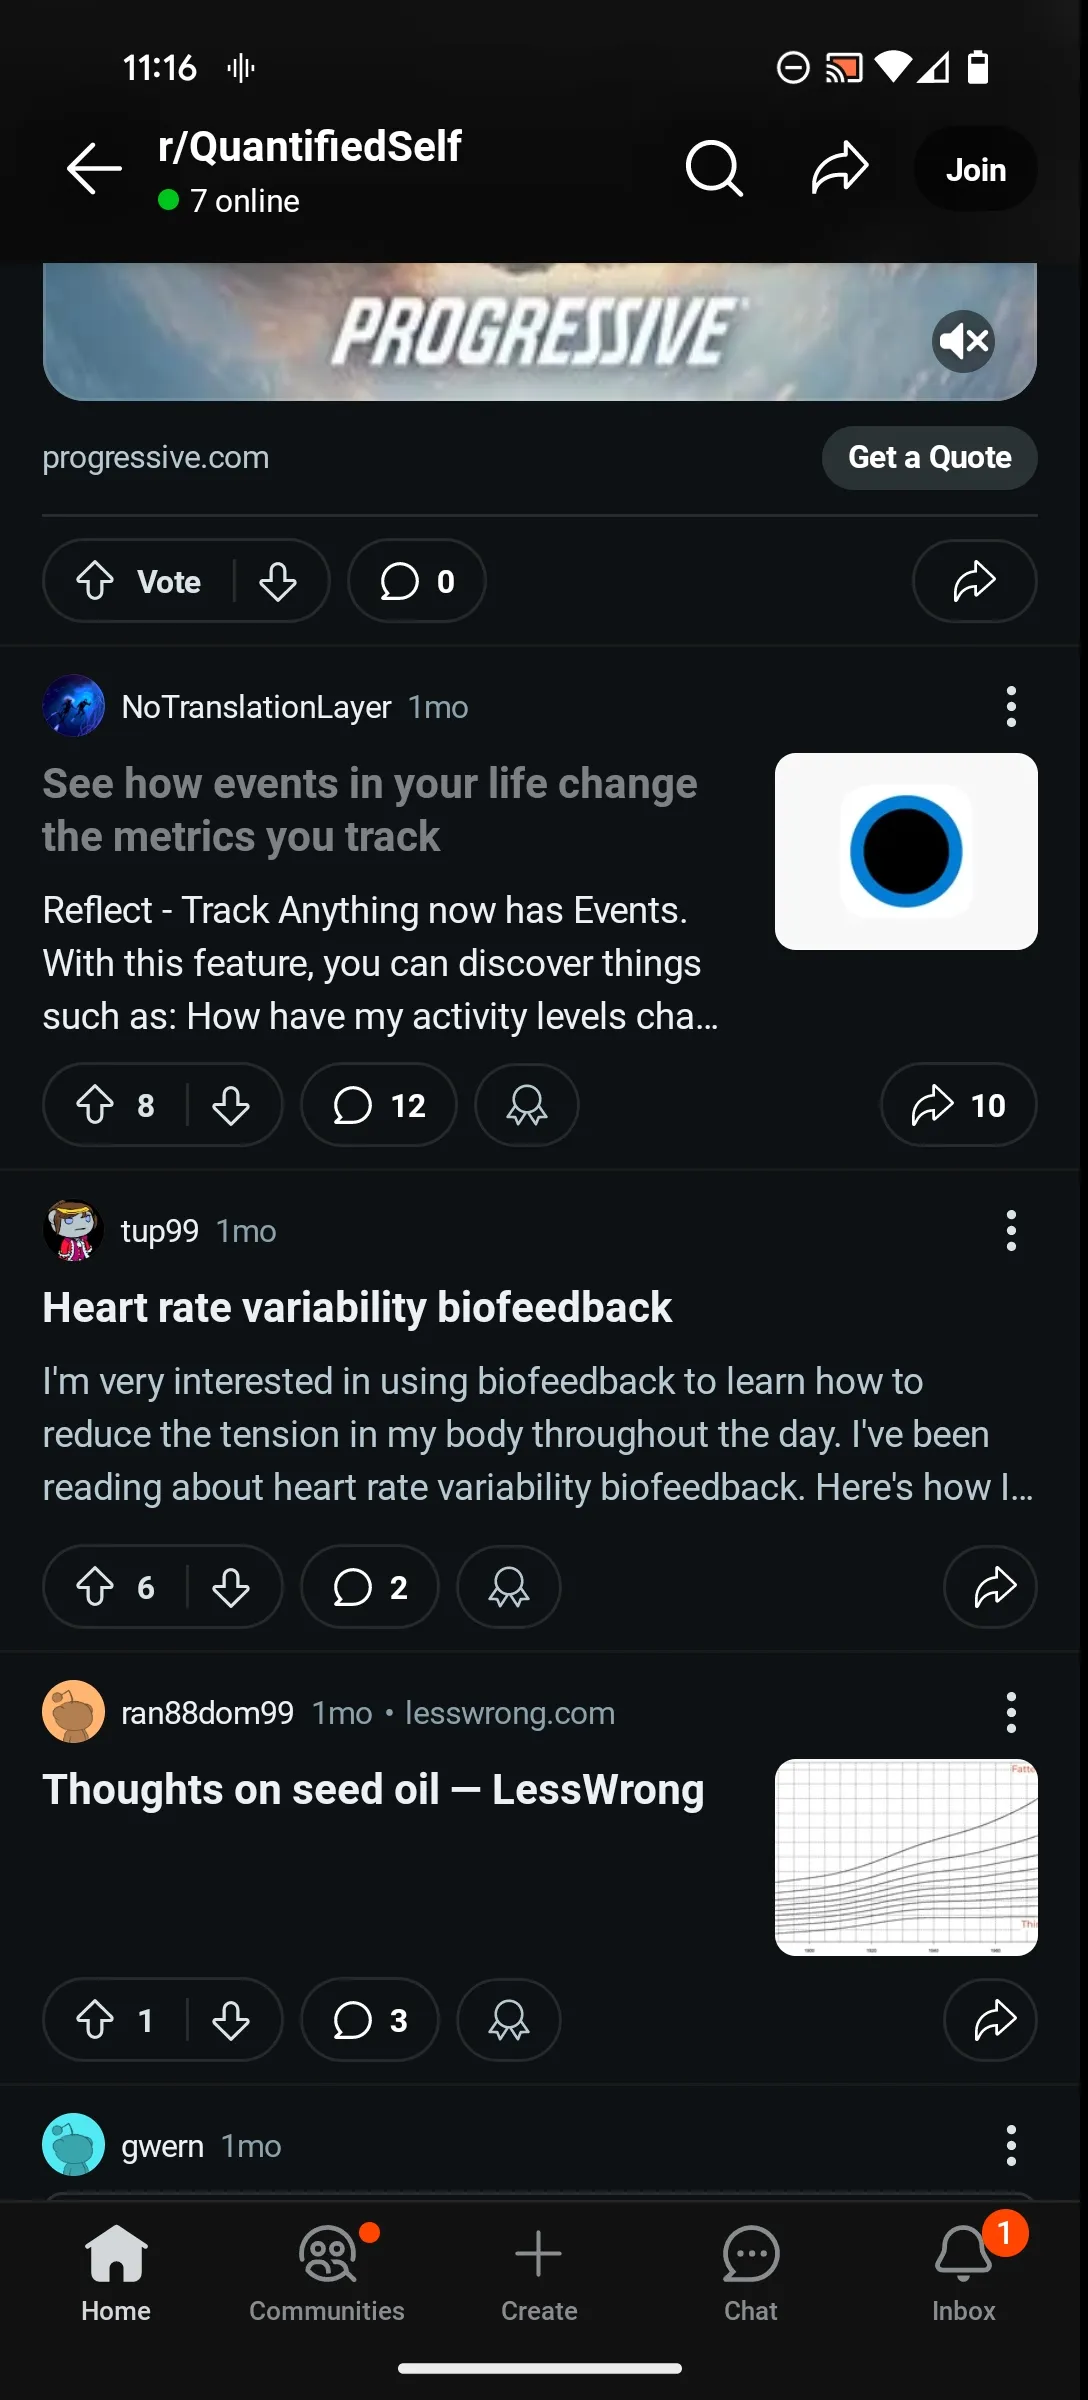 11:16
r/QuantifiedSelf
7 online
Join
PROGRESSIVE
progressive.com
Get a Quote
Vote
0
NoTranslationLayer 1mo
See how events in your life change
the metrics you track
Reflect - Track Anything now has Events.
With this feature, you can discover things
such as: How have my activity levels cha...
8
12
10
tup99 1mo
Heart rate variability biofeedback
I'm very interested in using biofeedback to learn how to
reduce the tension in my body throughout the day. I've been
reading about heart rate variability biofeedback. Here's how I...
6
2
ran88dom99 1mo • lesswrong.com
Thoughts on seed oil — LessWrong
1
3
gwern 1mo
Home
Communities
Create
Chat
1
Inbox